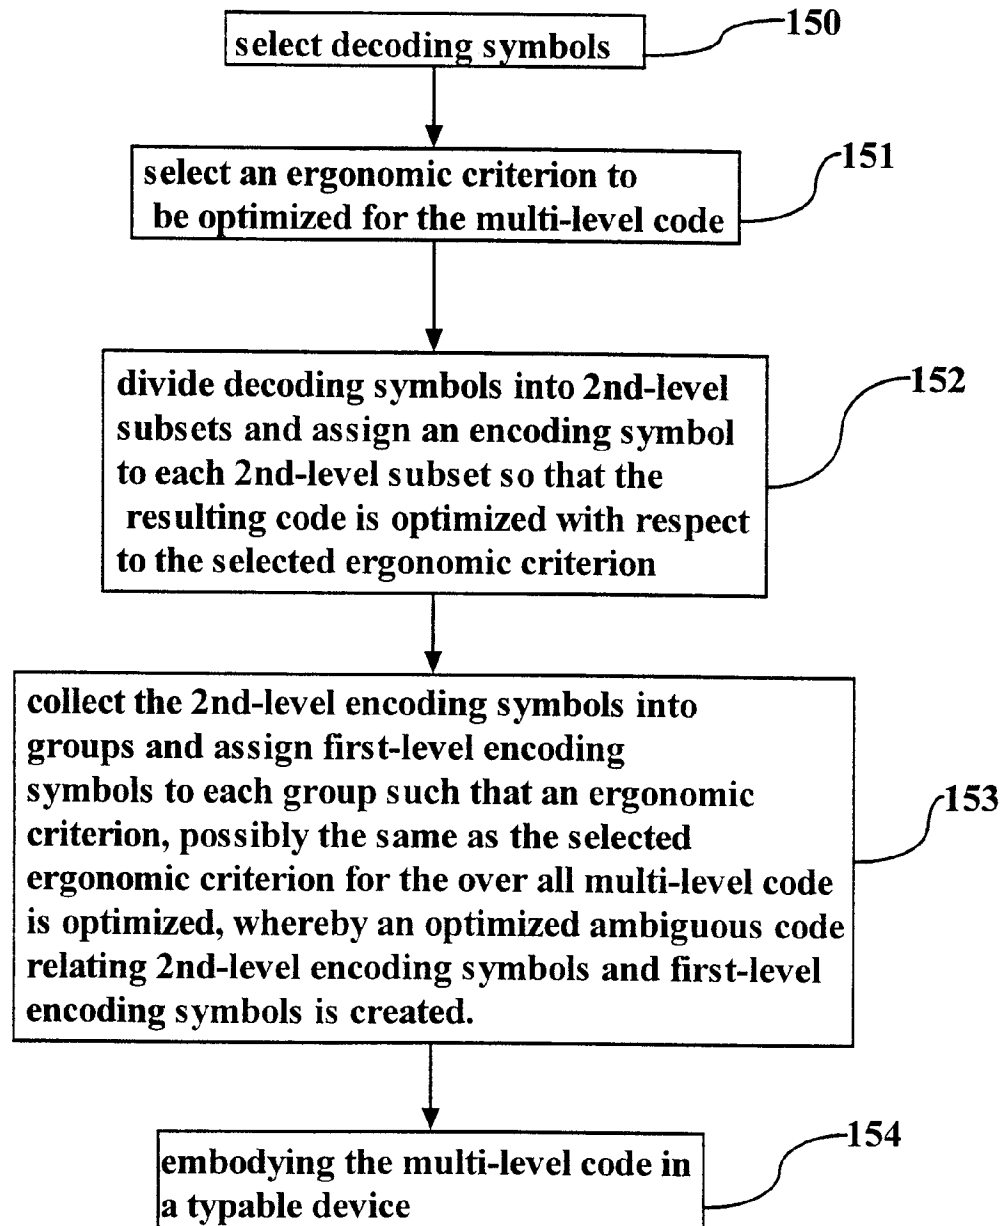 150
select decoding symbols
151
select an ergonomic criterion to
be optimized for the multi-level code
152
divide decoding symbols into 2nd-level
subsets and assign an encoding symbol
to each 2nd-level subset so that the
resulting code is optimized with respect
to the selected ergonomic criterion
153
collect the 2nd-level encoding symbols into
groups and assign first-level encoding
symbols to each group such that an ergonomic
criterion, possibly the same as the selected
ergonomic criterion for the over all multi-level code
is optimized, whereby an optimized ambiguous code
relating 2nd-level encoding symbols and first-level
encoding symbols is created.
154
embodying the multi-level code in
a typable device